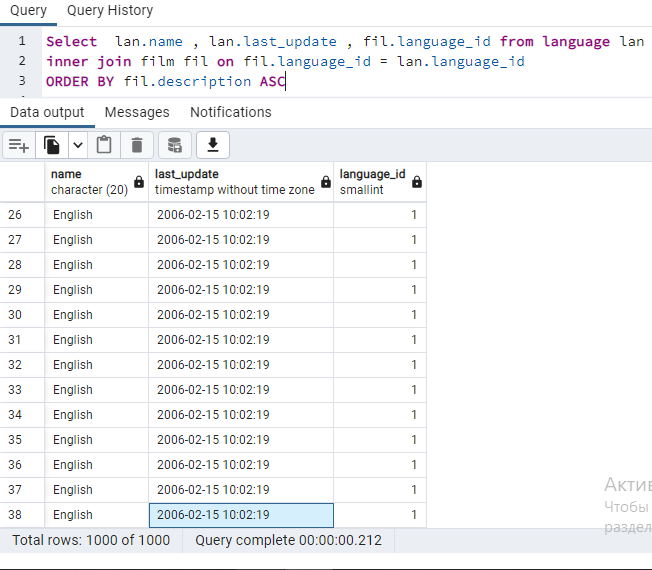 Query Query History
1 Select lan.name , lan.last_update , fil.language_id from language lan
2 inner join film fil on fil.language_id = lan.language_id
3 ORDER BY fil.description ASC
Data output Messages Notifications
name last_update language_id
character (20) timestamp without time zone smallint
26 English 2006-02-15 10:02:19 1
27 English 2006-02-15 10:02:19 1
28 English 2006-02-15 10:02:19 1
29 English 2006-02-15 10:02:19 1
30 English 2006-02-15 10:02:19 1
31 English 2006-02-15 10:02:19 1
32 English 2006-02-15 10:02:19 1
33 English 2006-02-15 10:02:19 1
34 English 2006-02-15 10:02:19 1
35 English 2006-02-15 10:02:19 1
36 English 2006-02-15 10:02:19 1
37 English 2006-02-15 10:02:19 1
38 English 2006-02-15 10:02:19 1
Чтобы
раздел
Total rows: 1000 of 1000 Query complete 00:00:00.212